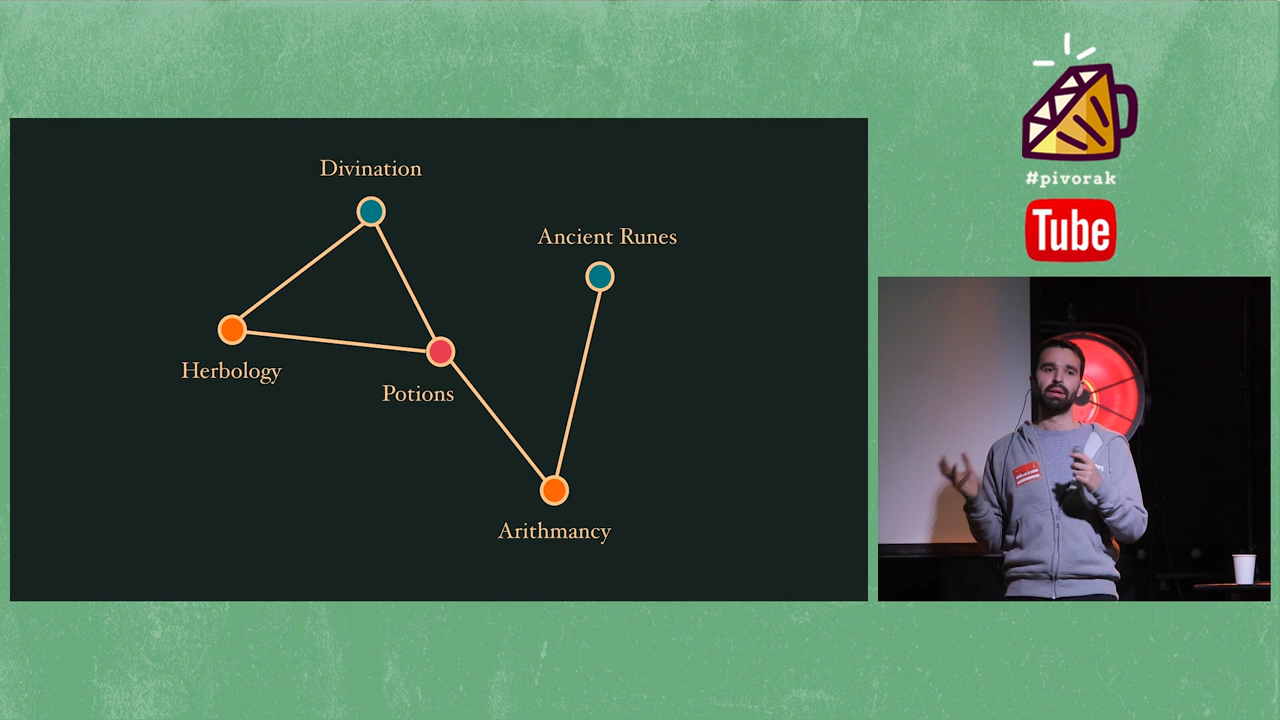 Divination
Ancient Runes
Herbology
Potions
Arithmancy
#pivorak
Tube